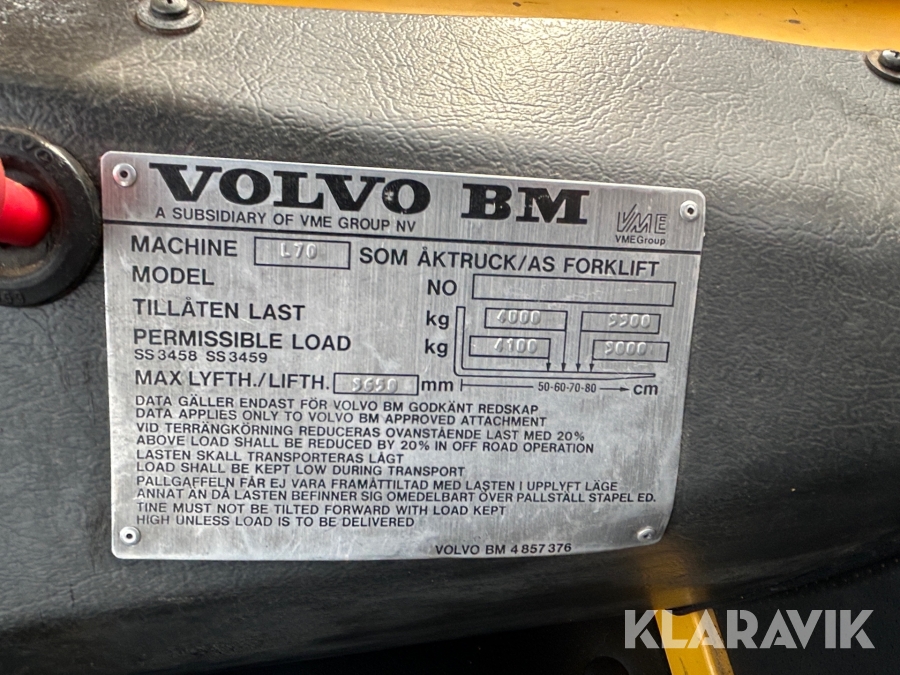 VOLVO BM
A SUBSIDIARY OF VME GROUP NV
VME
VME Group
MACHINE L70 SOM ÅKTRUCK/AS FORKLIFT
MODEL NO
TILLÅTEN LAST kg 4000
PERMISSIBLE LOAD kg 4100
SS 3458 SS 3459
MAX LYFTH./LIFTH. mm 50-60-70-80 cm
DATA GÄLLER ENDAST FÖR VOLVO BM GODKÄNT REDSKAP
DATA APPLIES ONLY TO VOLVO BM APPROVED ATTACHMENT
VID TERRÄNGKÖRNING REDUCERAS OVANSTÅENDE LAST MED 20%
ABOVE LOAD SHALL BE REDUCED BY 20% IN OFF ROAD OPERATION
LASTEN SKALL TRANSPORTERAS LÅGT
LOAD SHALL BE KEPT LOW DURING TRANSPORT
PALLGAFFELN FÅR EJ VARA FRAMÅTTILTAD MED LASTEN I UPPLYFT LÄGE
ANNAT ÄN DÅ LASTEN BEFINNER SIG OMEDELBART ÖVER PALLSTÄLL STAPEL ED.
TINE MUST NOT BE TILTED FORWARD WITH LOAD KEPT
HIGH UNLESS LOAD IS TO BE DELIVERED
VOLVO BM 4 857 376
KLARAVIK